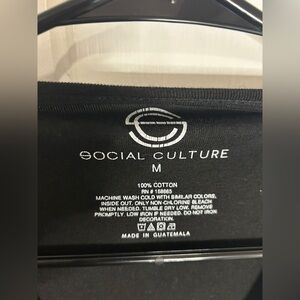 SOCIAL CULTURE
M
100% COTTON
RN # 158865
MACHINE WASH COLD WITH SIMILAR COLORS,
INSIDE OUT, ONLY NON-CHLORINE BLEACH
WHEN NEEDED. TUMBLE DRY LOW. REMOVE
PROMPTLY. LOW IRON IF NEEDED. DO NOT IRON
DECORATION.
MADE IN GUATEMALA